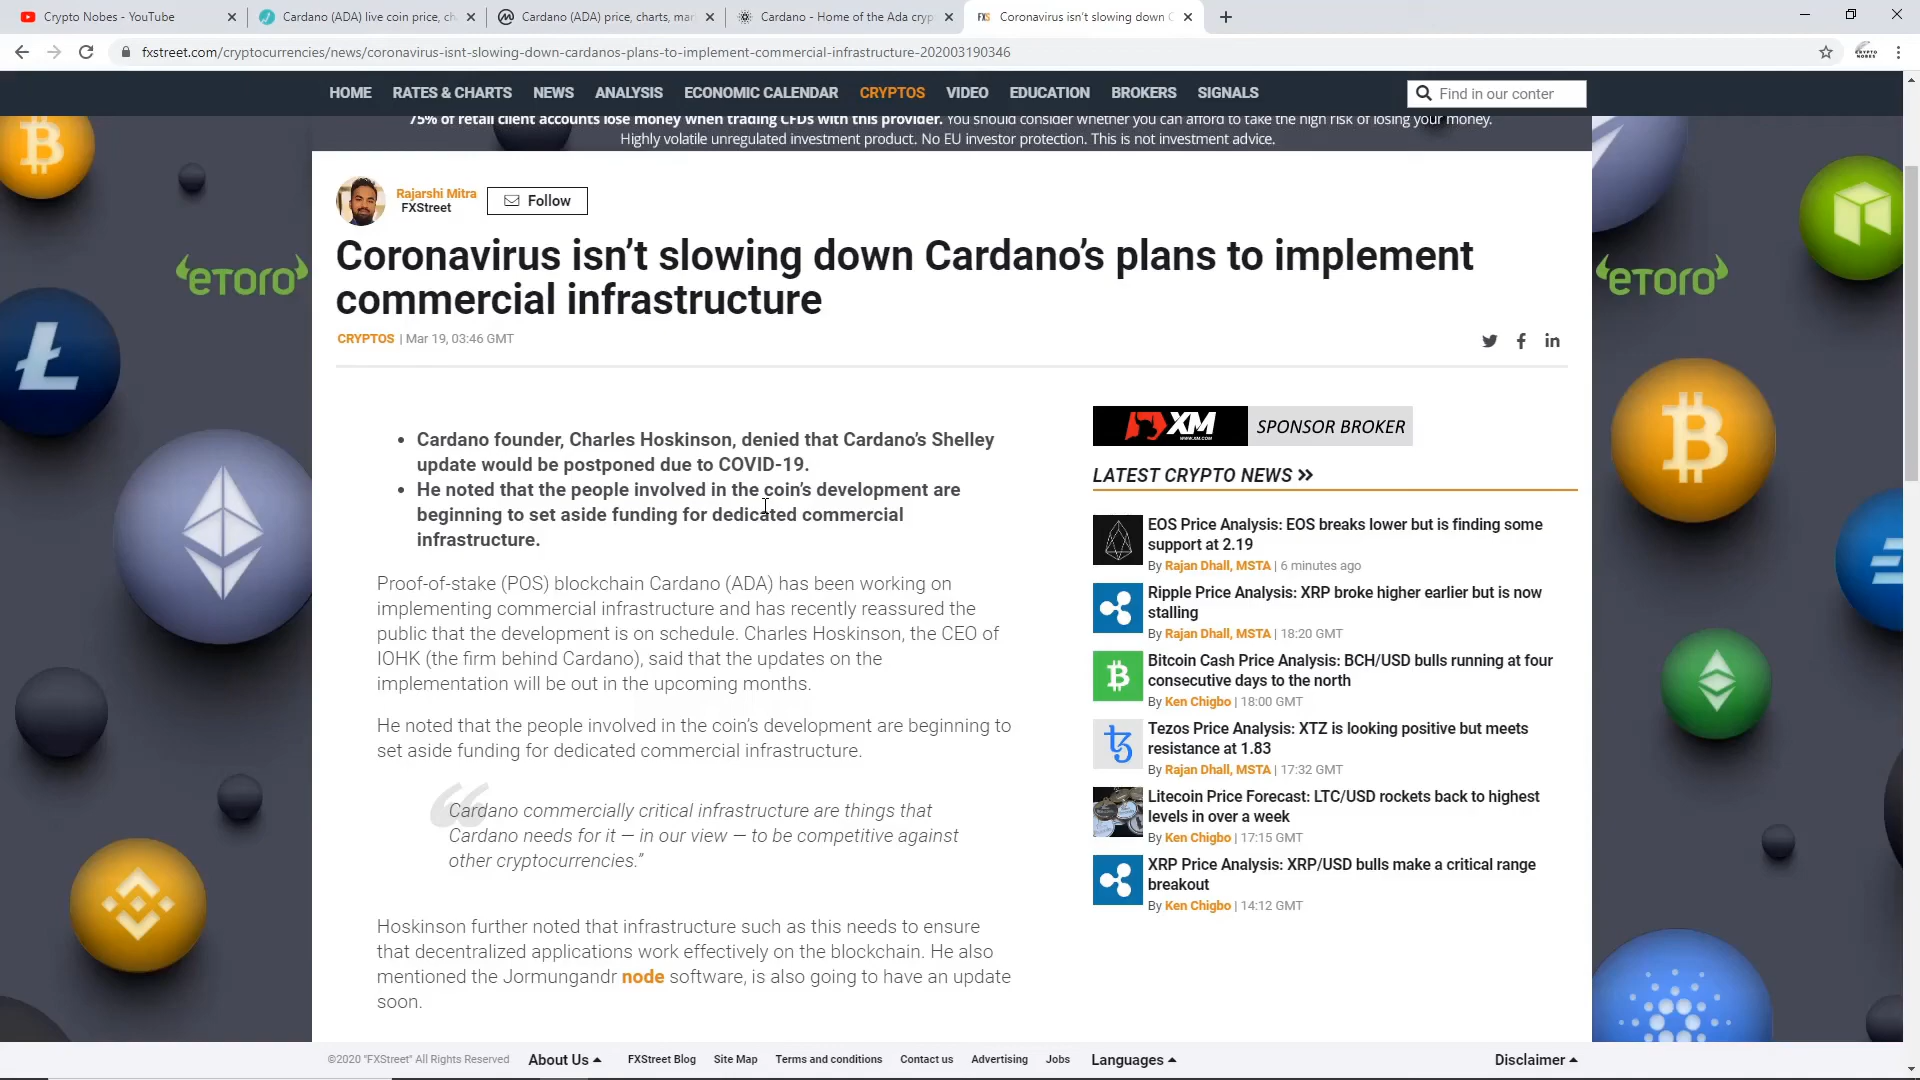 Crypto Nobes - YouTube
Cardano (ADA) live coin price, ch
Cardano (ADA) price, charts, mar
Cardano - Home of the Ada cryp
Coronavirus isn't slowing down C
fxstreet.com/cryptocurrencies/news/coronavirus-isnt-slowing-down-cardanos-plans-to-implement-commercial-infrastructure-202003190346
HOME RATES & CHARTS NEWS ANALYSIS ECONOMIC CALENDAR CRYPTOS VIDEO EDUCATION BROKERS SIGNALS
Find in our conter
75% of retail client accounts lose money when trading CFDs with this provider. You should consider whether you can afford to take the high risk of losing your money.
Highly volatile unregulated investment product. No EU investor protection. This is not investment advice.
Rajarshi Mitra
FXStreet
Follow
Coronavirus isn't slowing down Cardano's plans to implement
commercial infrastructure
CRYPTOS | Mar 19, 03:46 GMT
eToro
eToro
Cardano founder, Charles Hoskinson, denied that Cardano's Shelley
update would be postponed due to COVID-19.
He noted that the people involved in the coin's development are
beginning to set aside funding for dedicated commercial
infrastructure.
Proof-of-stake (POS) blockchain Cardano (ADA) has been working on
implementing commercial infrastructure and has recently reassured the
public that the development is on schedule. Charles Hoskinson, the CEO of
IOHK (the firm behind Cardano), said that the updates on the
implementation will be out in the upcoming months.
He noted that the people involved in the coin's development are beginning to
set aside funding for dedicated commercial infrastructure.
“
Cardano commercially critical infrastructure are things that
Cardano needs for it — in our view — to be competitive against
other cryptocurrencies.”
Hoskinson further noted that infrastructure such as this needs to ensure
that decentralized applications work effectively on the blockchain. He also
mentioned the Jormungandr node software, is also going to have an update
soon.
XM
www.xm.com
SPONSOR BROKER
LATEST CRYPTO NEWS
EOS Price Analysis: EOS breaks lower but is finding some
support at 2.19
By Rajan Dhall, MSTA | 6 minutes ago
Ripple Price Analysis: XRP broke higher earlier but is now
stalling
By Rajan Dhall, MSTA | 18:20 GMT
Bitcoin Cash Price Analysis: BCH/USD bulls running at four
consecutive days to the north
By Ken Chigbo | 18:00 GMT
Tezos Price Analysis: XTZ is looking positive but meets
resistance at 1.83
By Rajan Dhall, MSTA | 17:32 GMT
Litecoin Price Forecast: LTC/USD rockets back to highest
levels in over a week
By Ken Chigbo | 17:15 GMT
XRP Price Analysis: XRP/USD bulls make a critical range
breakout
By Ken Chigbo | 14:12 GMT
©2020 "FXStreet" All Rights Reserved
About Us
FXStreet Blog
Site Map
Terms and conditions
Contact us
Advertising
Jobs
Languages
Disclaimer